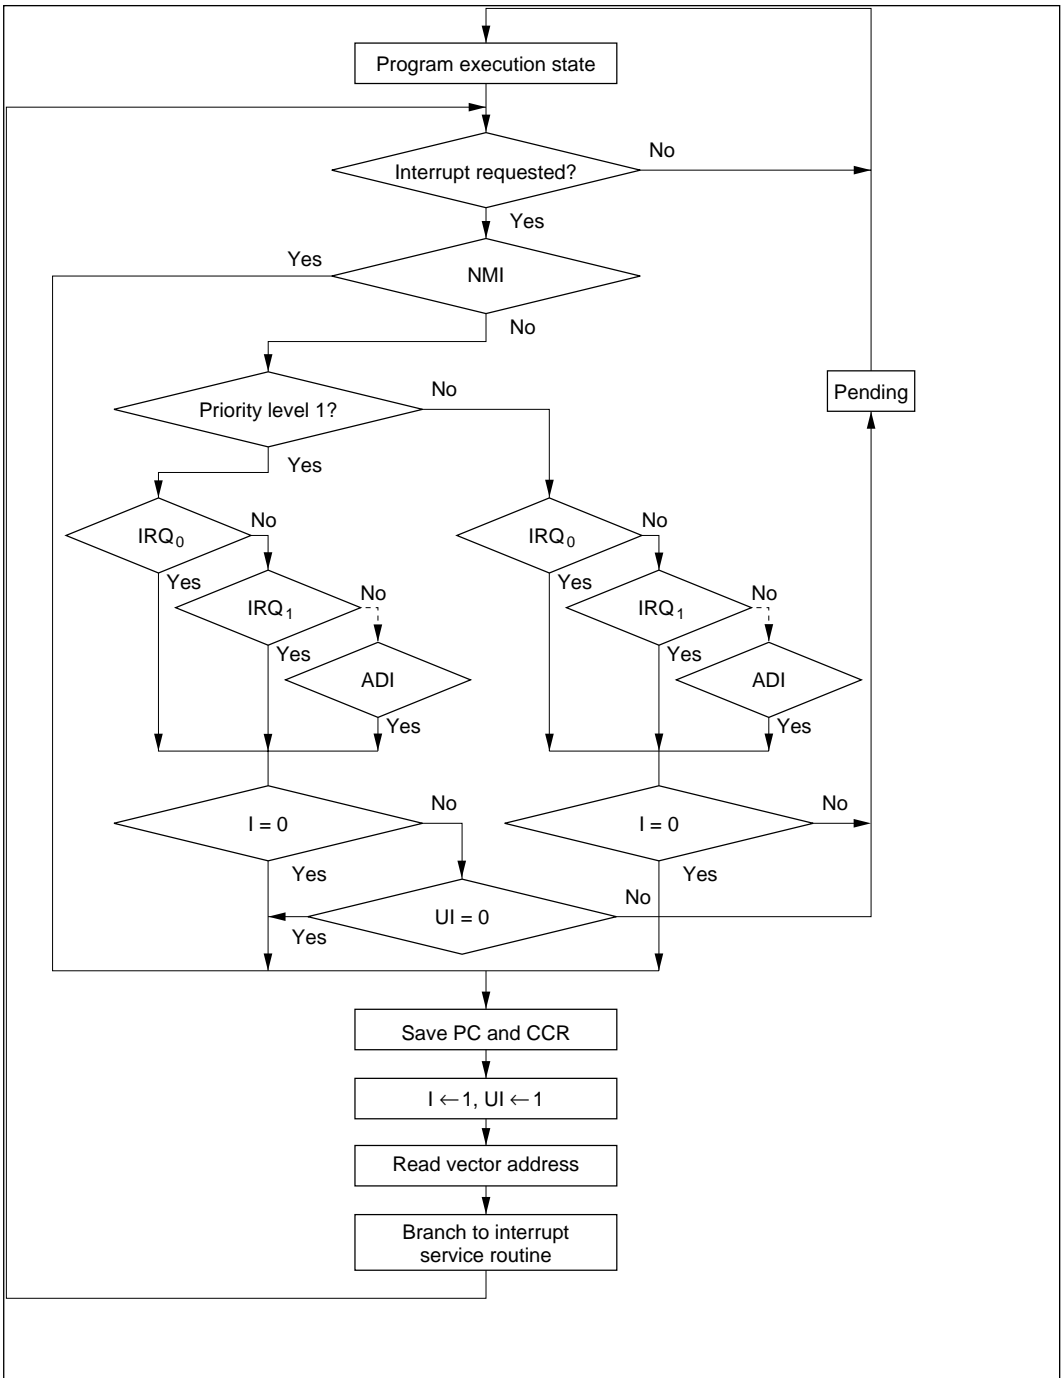 Program execution state
Interrupt requested?
No
Yes
Yes
NMI
No
Priority level 1?
No
Pending
Yes
IRQ0
No
Yes
IRQ1
No
Yes
ADI
Yes
IRQ0
No
Yes
IRQ1
No
Yes
ADI
Yes
I = 0
No
Yes
I = 0
No
Yes
UI = 0
No
Yes
Save PC and CCR
I ← 1, UI ← 1
Read vector address
Branch to interrupt
service routine